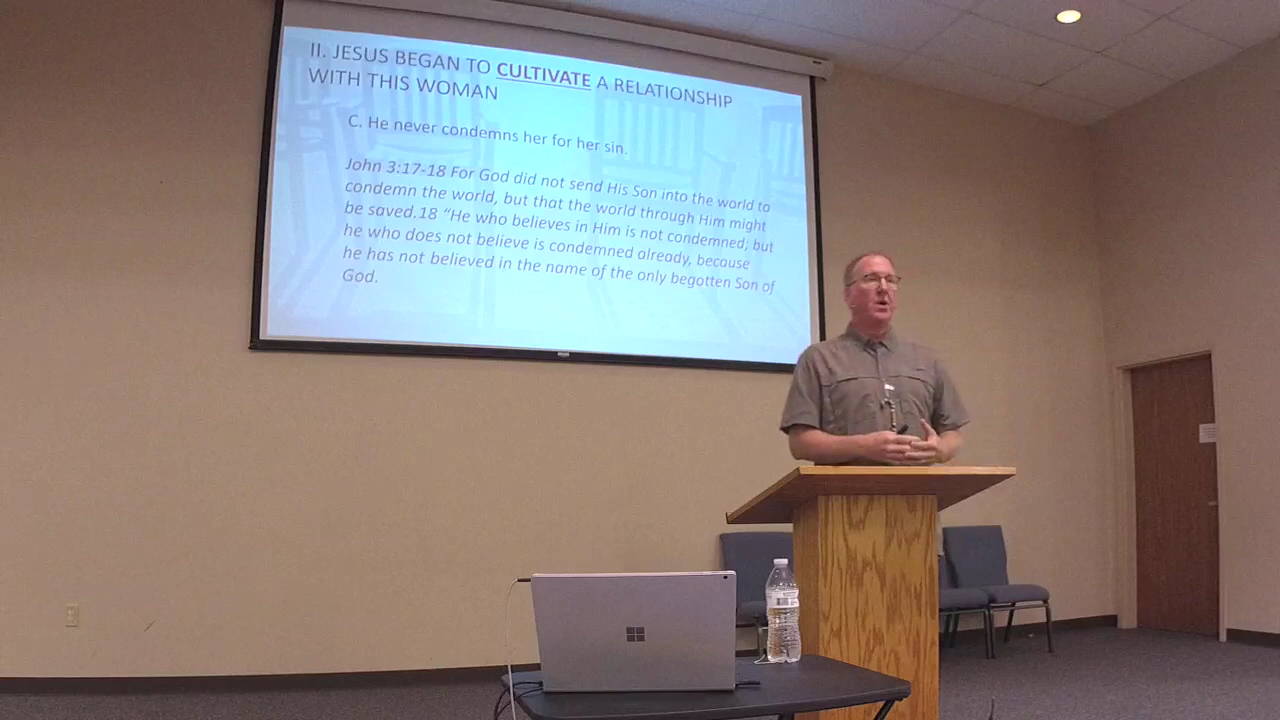 II. JESUS BEGAN TO CULTIVATE A RELATIONSHIP
WITH THIS WOMAN
C. He never condemns her for her sin.
John 3:17-18 For God did not send His Son into the world to
condemn the world, but that the world through Him might
be saved.18 “He who believes in Him is not condemned; but
he who does not believe is condemned already, because
he has not believed in the name of the only begotten Son of
God.